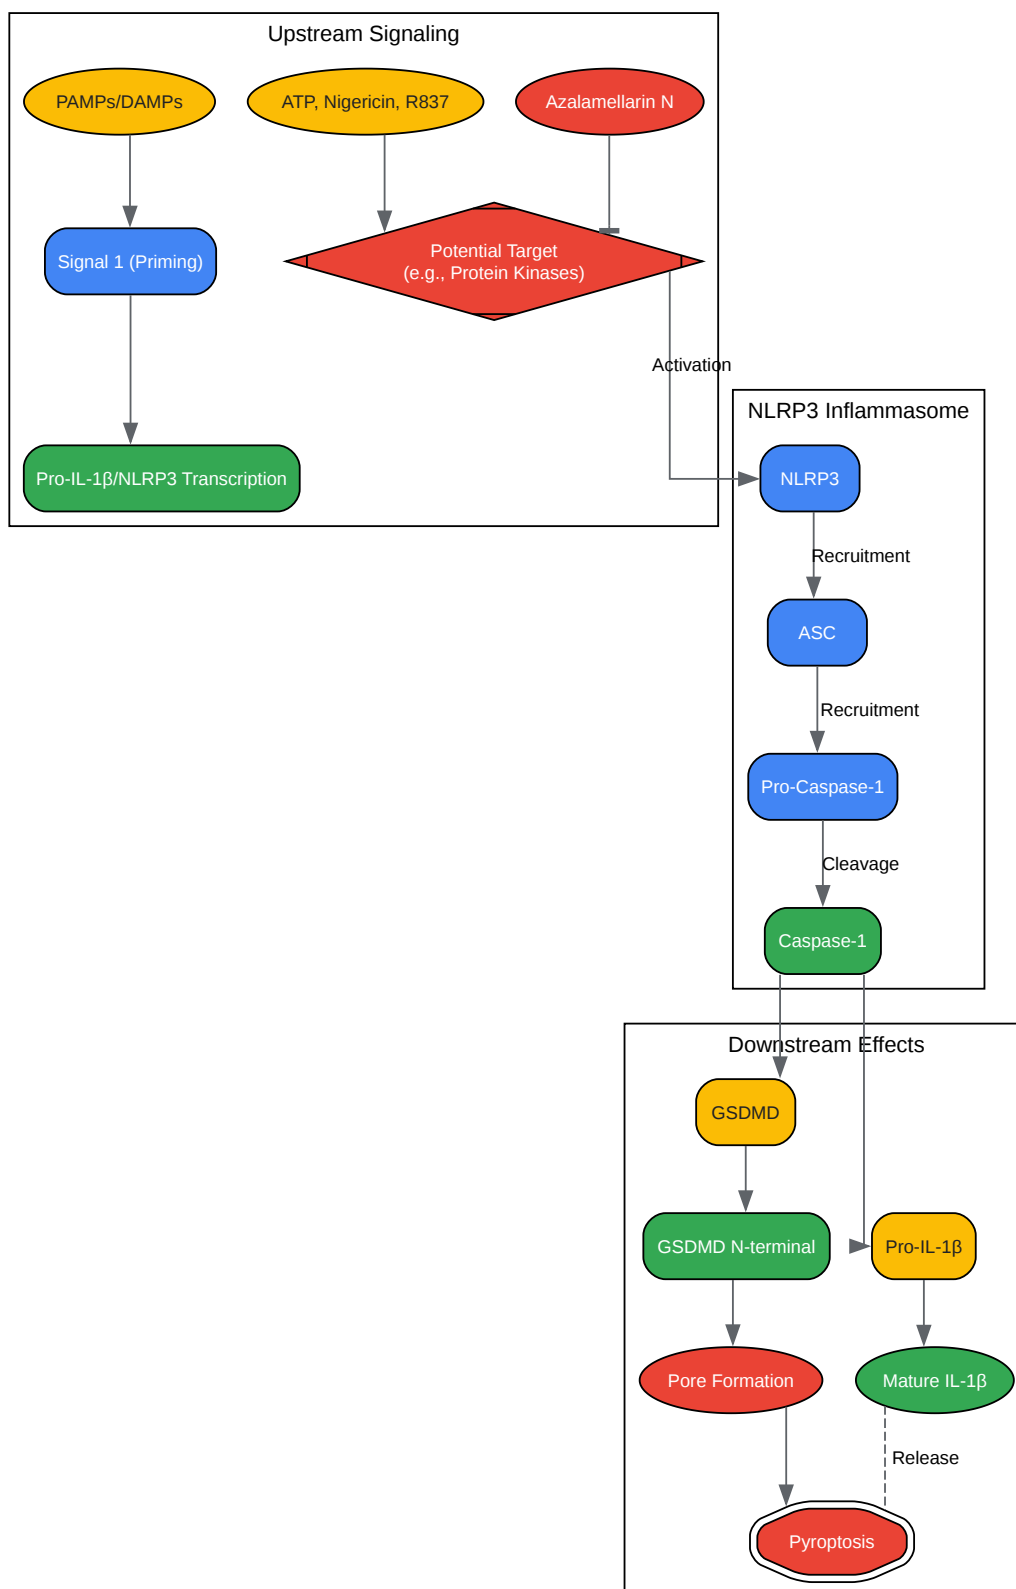 Upstream Signaling
PAMPs/DAMPs
ATP, Nigericin, R837
Azalamellarin N
Signal 1 (Priming)
Potential Target
(e.g., Protein Kinases)
Activation
Pro-IL-1β/NLRP3 Transcription
NLRP3 Inflammasome
NLRP3
Recruitment
ASC
Recruitment
Pro-Caspase-1
Cleavage
Caspase-1
Downstream Effects
GSDMD
GSDMD N-terminal
Pro-IL-1β
Pore Formation
Mature IL-1β
Release
Pyroptosis